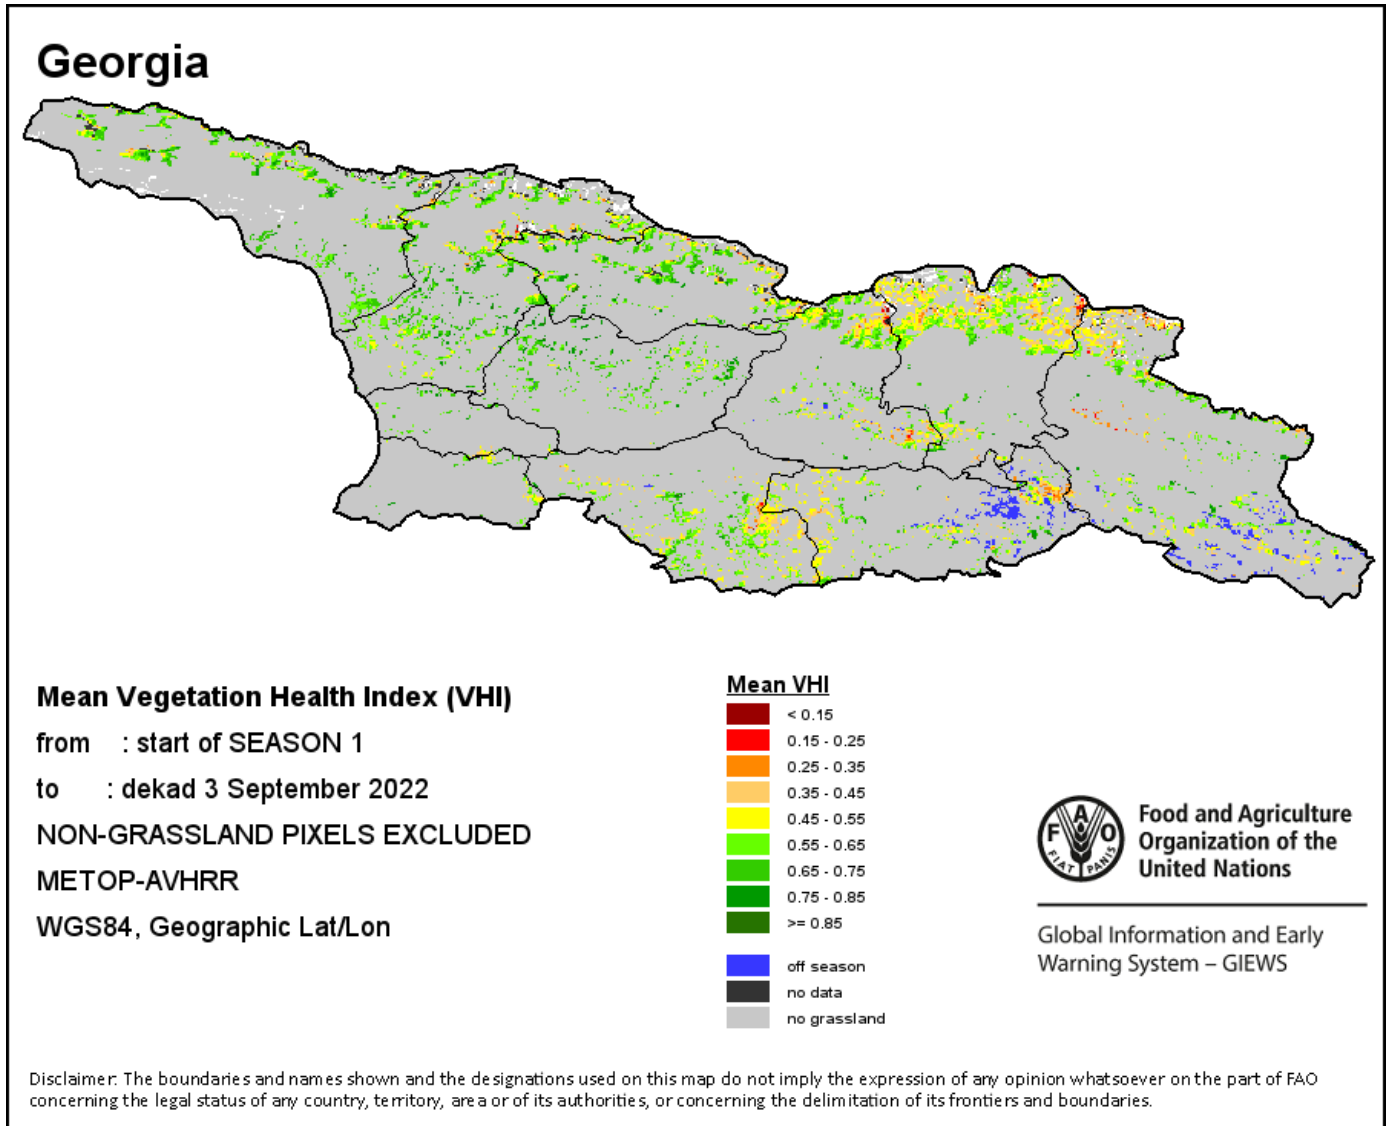 Georgia
Mean Vegetation Health Index (VHI)
from : start of SEASON 1
to : dekad 3 September 2022
NON-GRASSLAND PIXELS EXCLUDED
METOP-AVHRR
WGS84, Geographic Lat/Lon
Mean VHI
< 0.15
0.15 - 0.25
0.25 - 0.35
0.35 - 0.45
0.45 - 0.55
0.55 - 0.65
0.65 - 0.75
0.75 - 0.85
>= 0.85
off season
no data
no grassland
F A O
FIAT PANIS
Food and Agriculture
Organization of the
United Nations
Global Information and Early
Warning System – GIEWS
Disclaimer: The boundaries and names shown and the designations used on this map do not imply the expression of any opinion whatsoever on the part of FAO
concerning the legal status of any country, territory, area or of its authorities, or concerning the delimitation of its frontiers and boundaries.